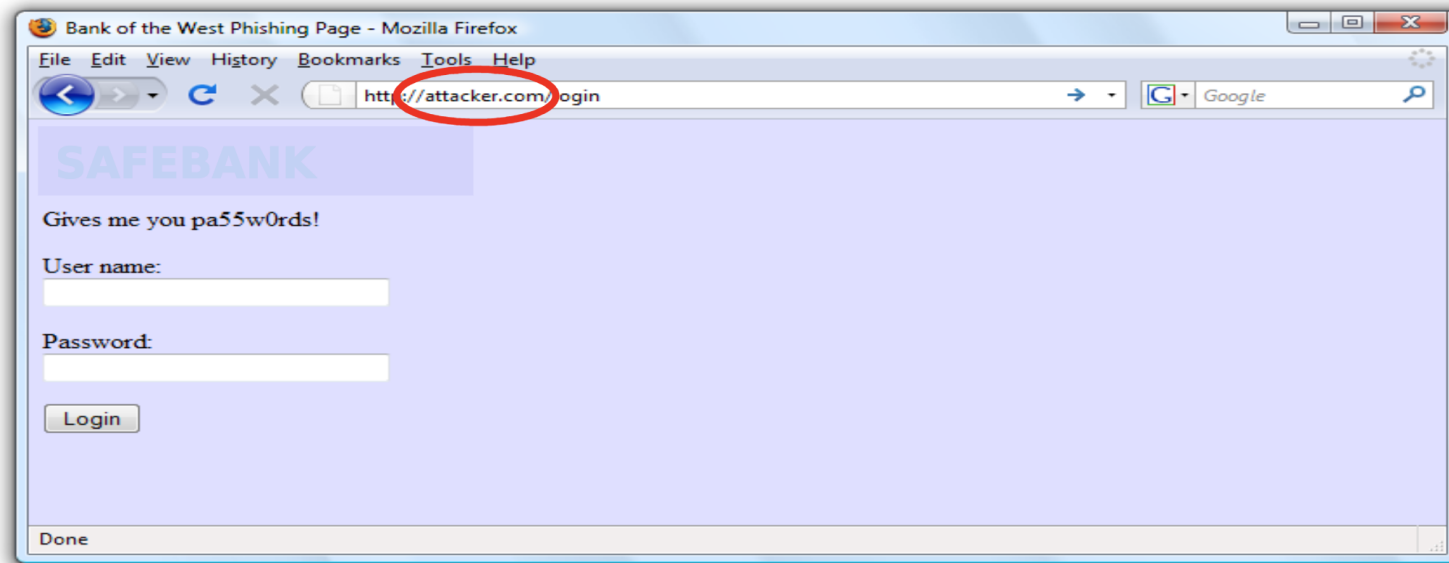 Bank of the West Phishing Page - Mozilla Firefox
File Edit View History Bookmarks Tools Help
http://attacker.com/login
G Google
SAFEBANK
Gives me you pa55w0rds!
User name:
Password:
Login
Done